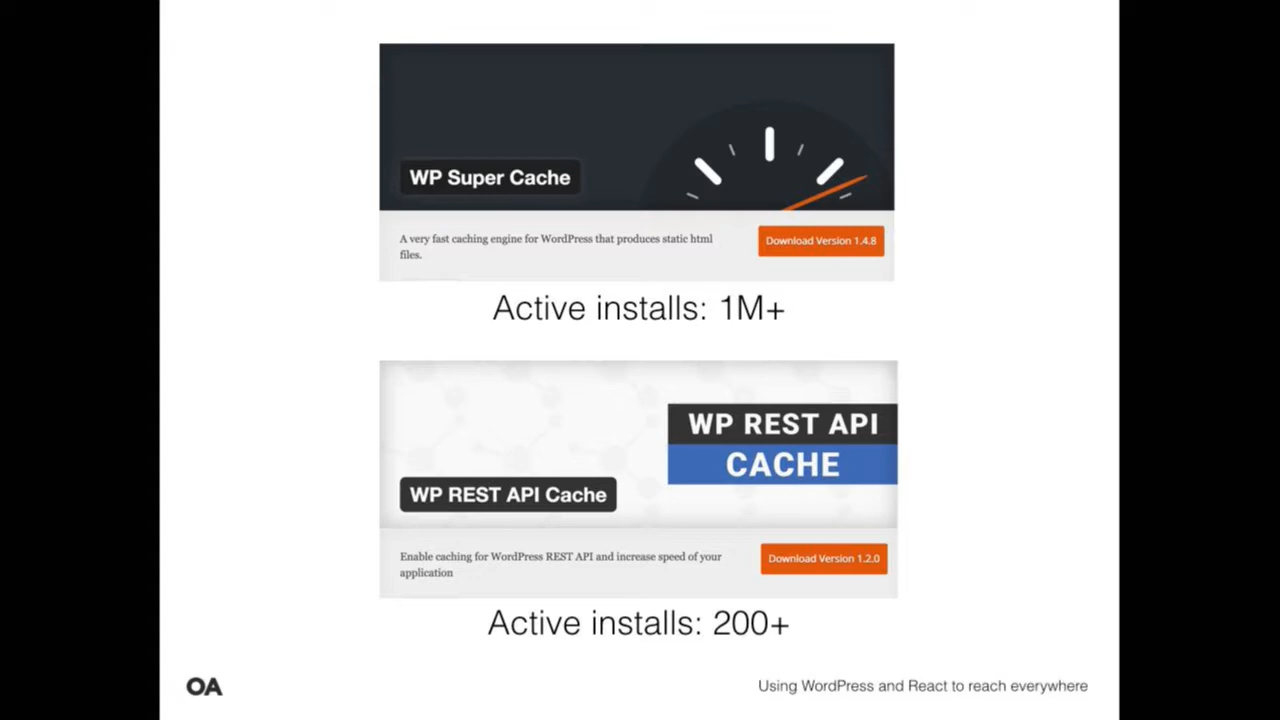 WP Super Cache
A very fast caching engine for WordPress that produces static html
files.
Download Version 1.4.8
Active installs: 1M+
WP REST API
CACHE
WP REST API Cache
Enable caching for WordPress REST API and increase speed of your
application
Download Version 1.2.0
Active installs: 200+
OA
Using WordPress and React to reach everywhere